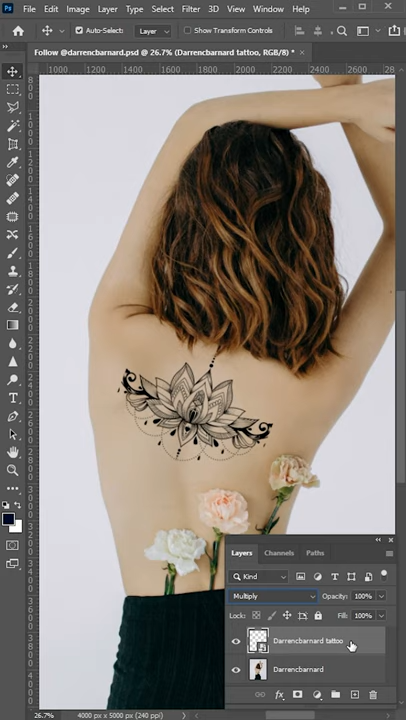 Ps File Edit Image Layer Type Select Filter 3D View Window Help
Auto-Select: Layer Show Transform Controls
Follow @darrencbarnard.psd @ 26.7% (Darrencbarnard tattoo, RGB/8) * ×
1000 1200 1400 1600 1800 2000 2200 2400 2600
Layers Channels Paths
Kind
Multiply Opacity: 100%
Lock: Fill: 100%
Darrencbarnard tattoo
Darrencbarnard
fx
26.7% 4000 px x 5000 px (240 ppi)